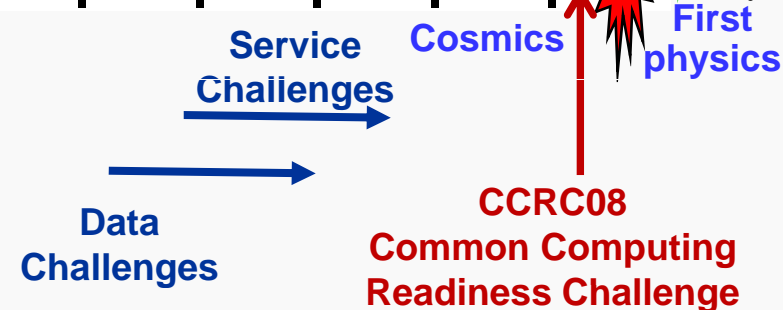 Service
Challenges
Cosmics
First
physics
Data
Challenges
CCRC08
Common Computing
Readiness Challenge